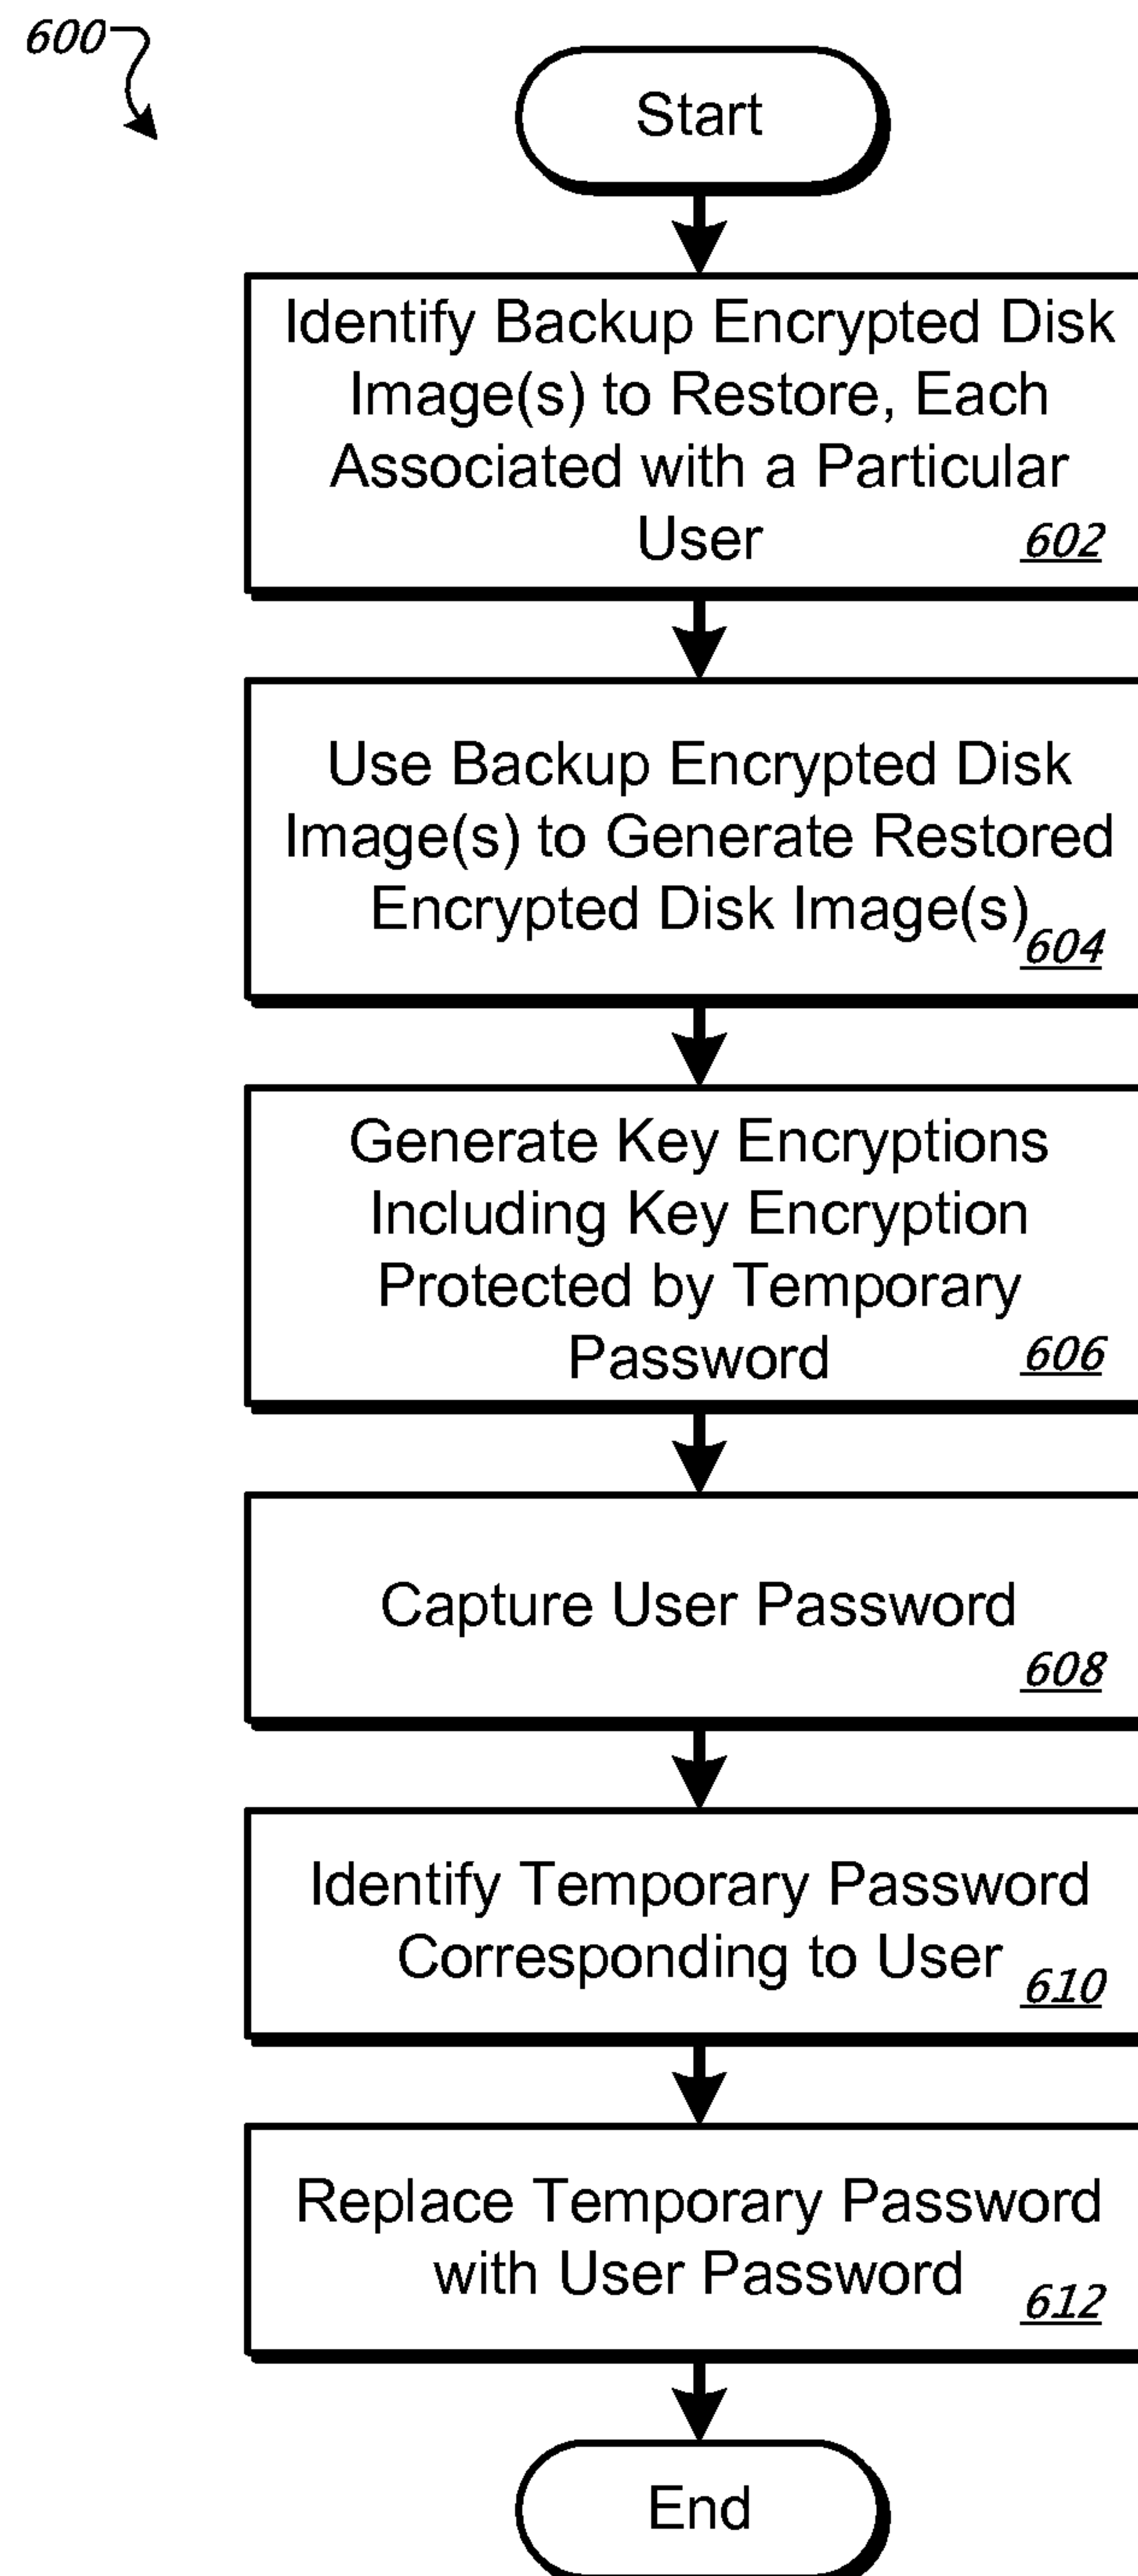 600
Start
Identify Backup Encrypted Disk
Image(s) to Restore, Each
Associated with a Particular
User 602
Use Backup Encrypted Disk
Image(s) to Generate Restored
Encrypted Disk Image(s) 604
Generate Key Encryptions
Including Key Encryption
Protected by Temporary
Password 606
Capture User Password
608
Identify Temporary Password
Corresponding to User 610
Replace Temporary Password
with User Password 612
End